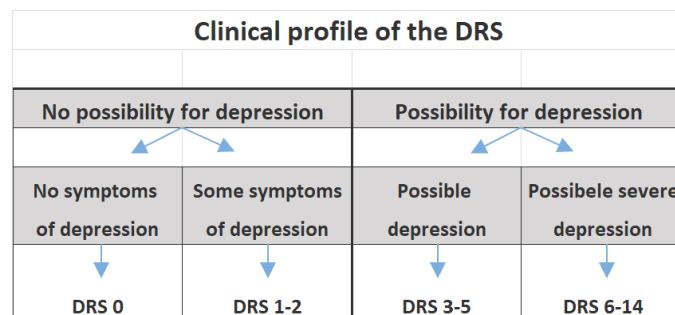 Clinical profile of the DRS
No possibility for depression
Possibility for depression
No symptoms
of depression
Some symptoms
of depression
Possible
depression
Possibele severe
depression
DRS 0
DRS 1-2
DRS 3-5
DRS 6-14